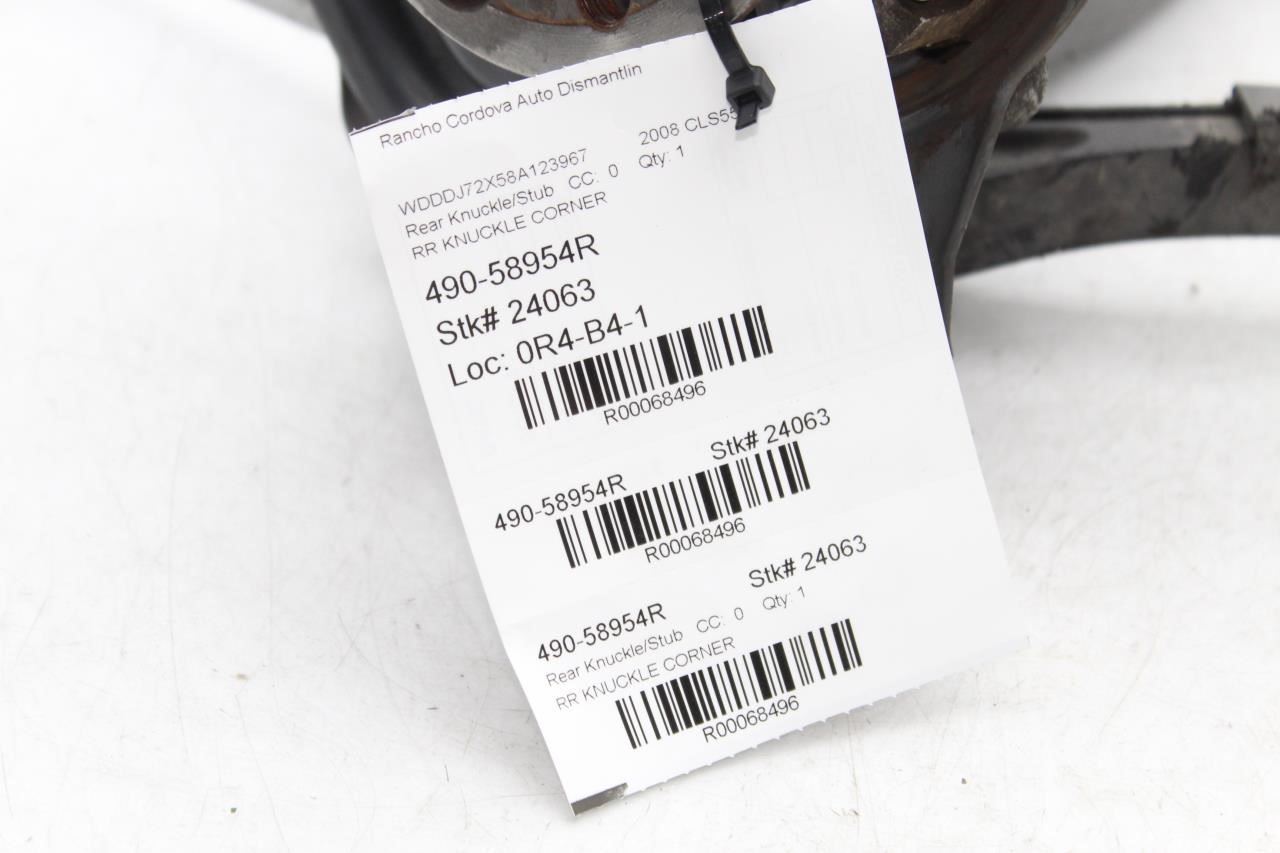 Rancho Cordova Auto Dismantlin
WDDDJ72X58A123967 2008 CLS55
Rear Knuckle/Stub CC: 0 Qty: 1
RR KNUCKLE CORNER
490-58954R
Stk# 24063
Loc: 0R4-B4-1
R00068496
Stk# 24063
490-58954R
R00068496
Stk# 24063
490-58954R
Rear Knuckle/Stub CC: 0 Qty: 1
RR KNUCKLE CORNER
R00068496